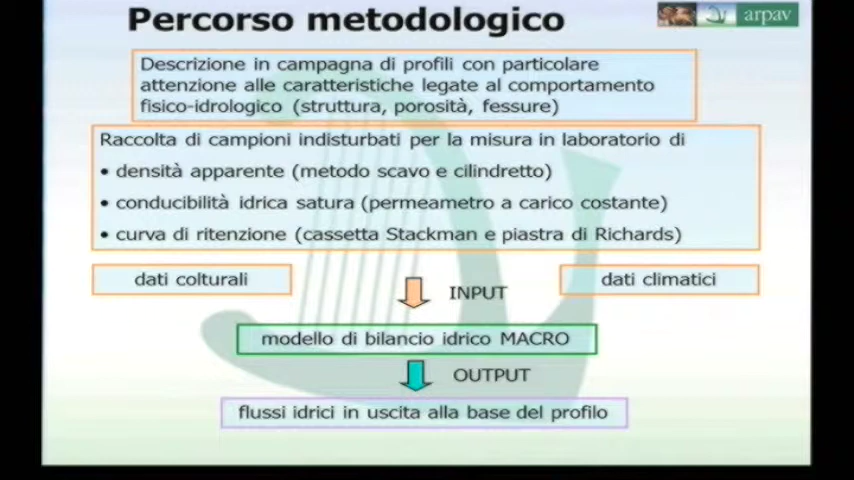 Percorso metodologico
arpav
Descrizione in campagna di profili con particolare
attenzione alle caratteristiche legate al comportamento
fisico-idrologico (struttura, porosità, fessure)
Raccolta di campioni indisturbati per la misura in laboratorio di
• densità apparente (metodo scavo e cilindretto)
• conducibilità idrica satura (permeametro a carico costante)
• curva di ritenzione (cassetta Stackman e piastra di Richards)
dati colturali
INPUT
dati climatici
modello di bilancio idrico MACRO
OUTPUT
flussi idrici in uscita alla base del profilo